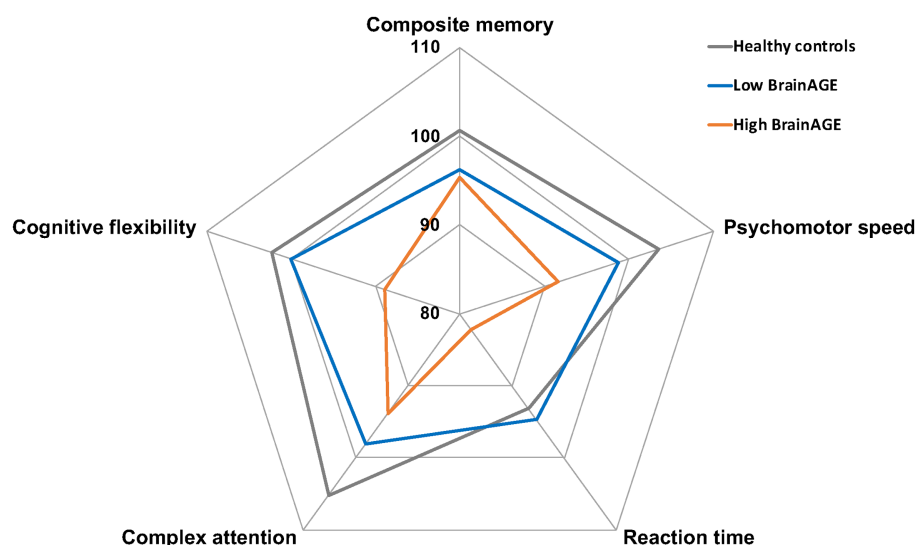 Composite memory
110
Healthy controls
Low BrainAGE
High BrainAGE
100
90
80
Cognitive flexibility
Psychomotor speed
Complex attention
Reaction time